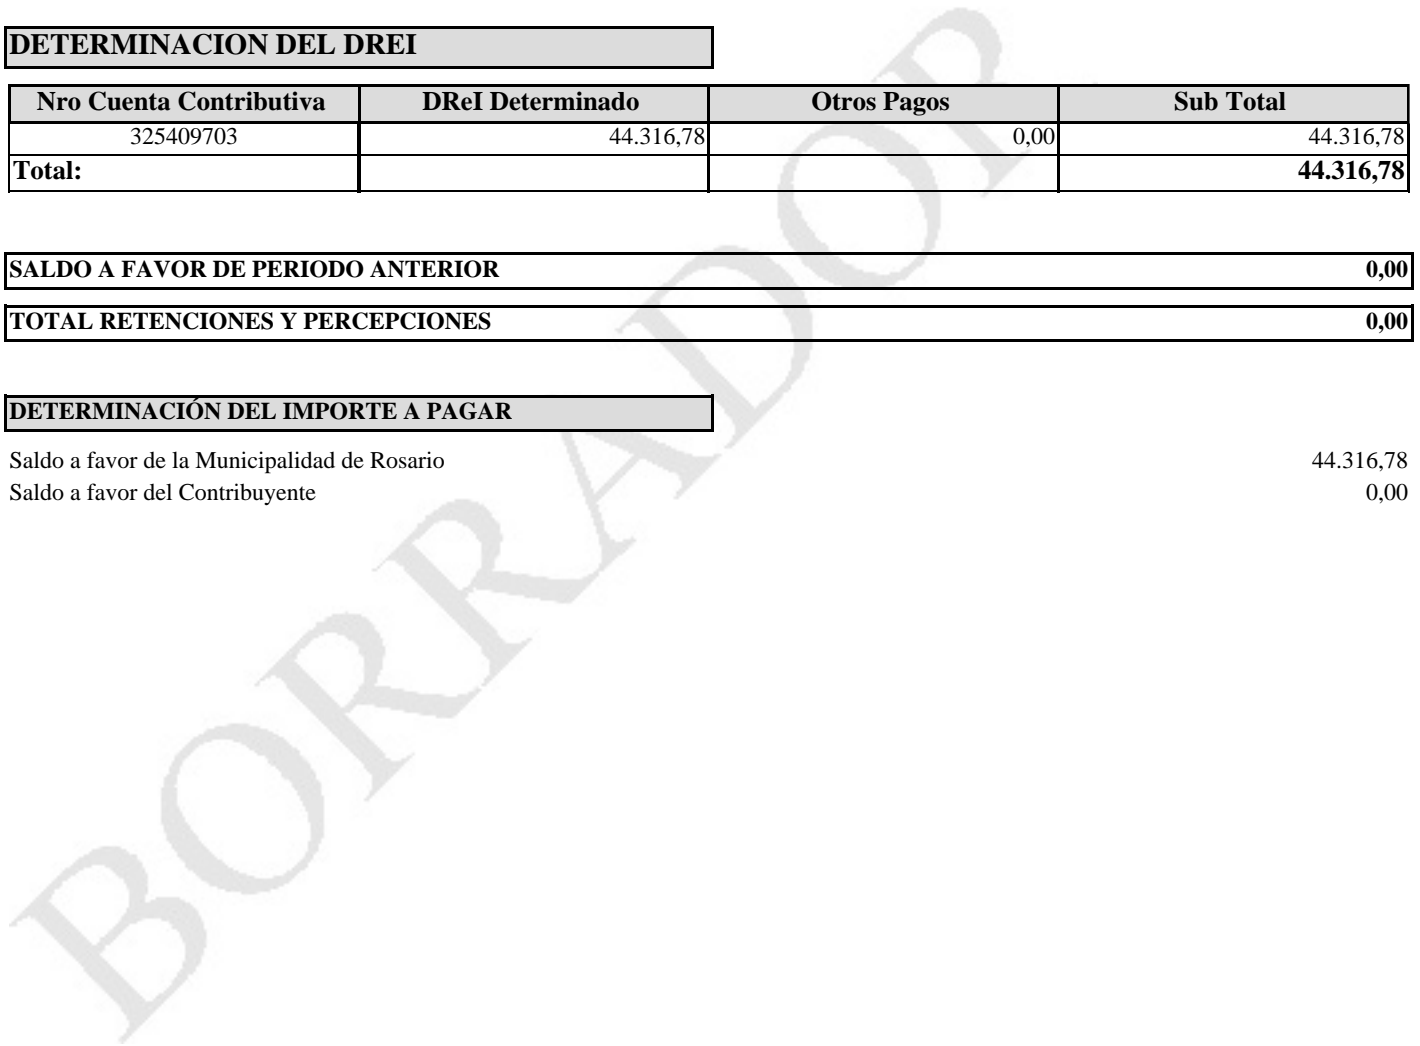 DETERMINACION DEL DREI
Nro Cuenta Contributiva DReI Determinado Otros Pagos Sub Total
325409703 44.316,78 0,00 44.316,78
Total: 44.316,78
SALDO A FAVOR DE PERIODO ANTERIOR 0,00
TOTAL RETENCIONES Y PERCEPCIONES 0,00
DETERMINACIÓN DEL IMPORTE A PAGAR
Saldo a favor de la Municipalidad de Rosario 44.316,78
Saldo a favor del Contribuyente 0,00
BORRADOR